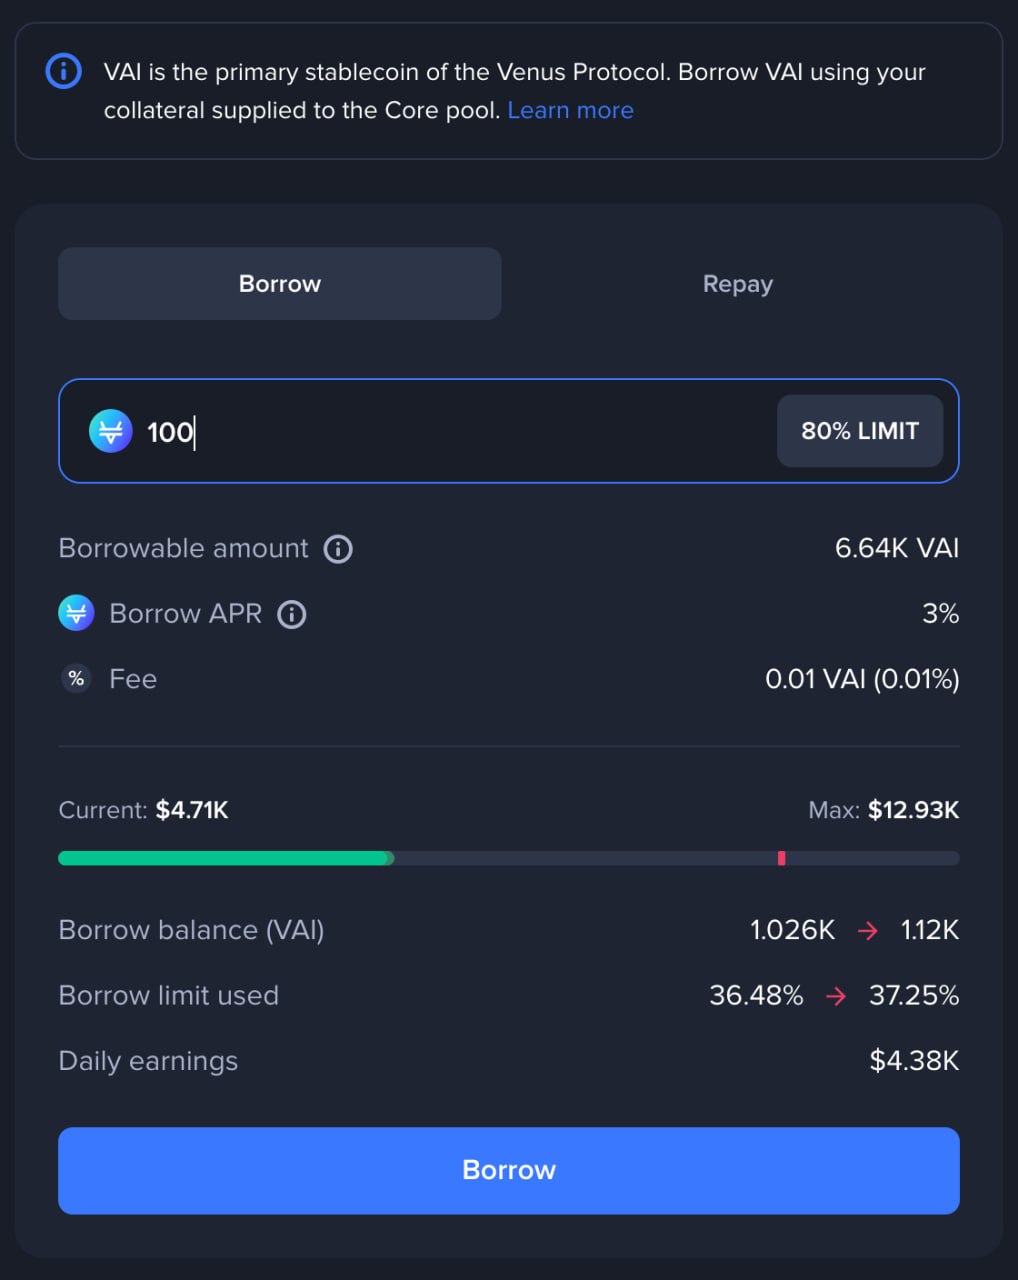 VAI is the primary stablecoin of the Venus Protocol. Borrow VAI using your
collateral supplied to the Core pool. Learn more
Borrow Repay
100 80% LIMIT
Borrowable amount 6.64K VAI
Borrow APR 3%
% Fee 0.01 VAI (0.01%)
Current: $4.71K Max: $12.93K
Borrow balance (VAI) 1.026K → 1.12K
Borrow limit used 36.48% → 37.25%
Daily earnings $4.38K
Borrow